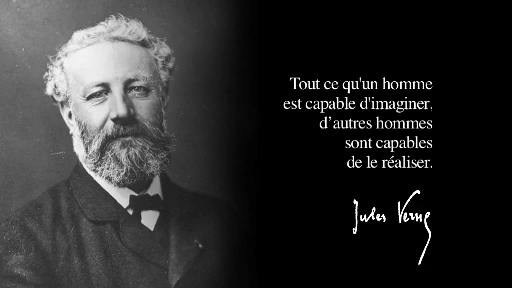 Tout ce qu'un homme
est capable d'imaginer,
d’autres hommes
sont capables
de le réaliser.
Jules Verne